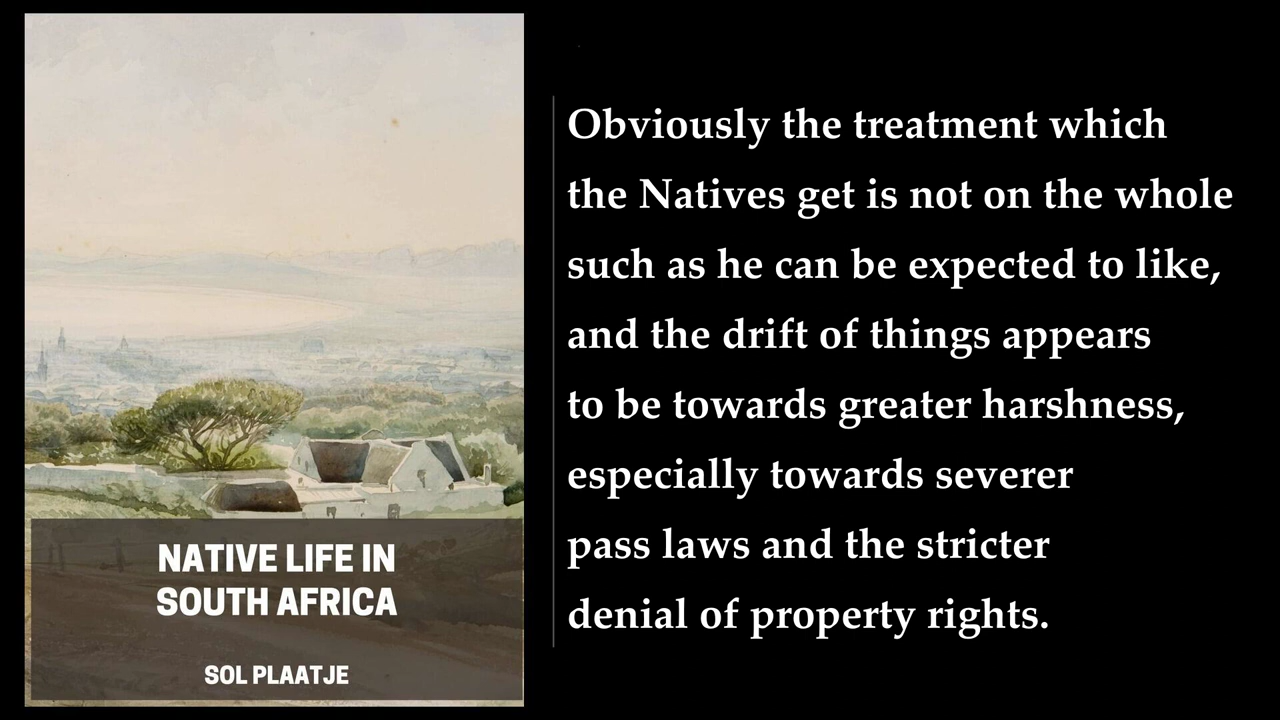 NATIVE LIFE IN
SOUTH AFRICA
SOL PLAATJE
Obviously the treatment which
the Natives get is not on the whole
such as he can be expected to like,
and the drift of things appears
to be towards greater harshness,
especially towards severer
pass laws and the stricter
denial of property rights.